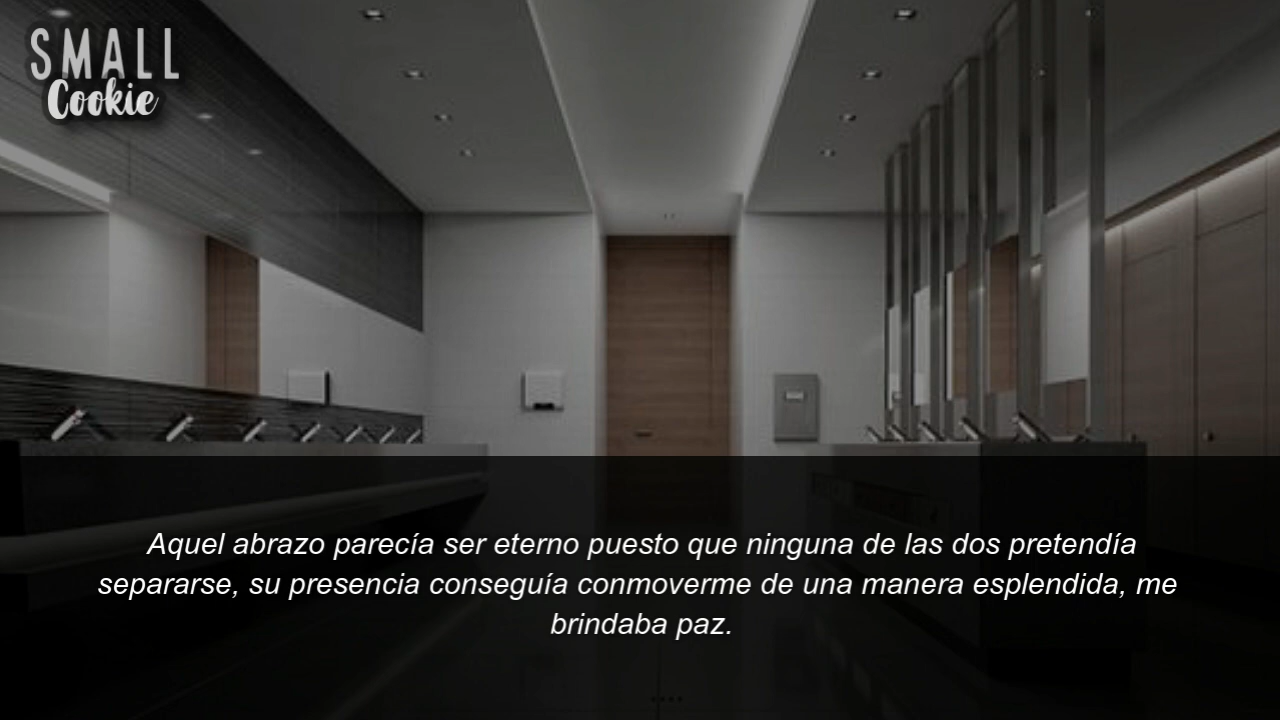 SMALL
Cookie
Aquel abrazo parecía ser eterno puesto que ninguna de las dos pretendía
separarse, su presencia conseguía conmoverme de una manera esplendida, me
brindaba paz.